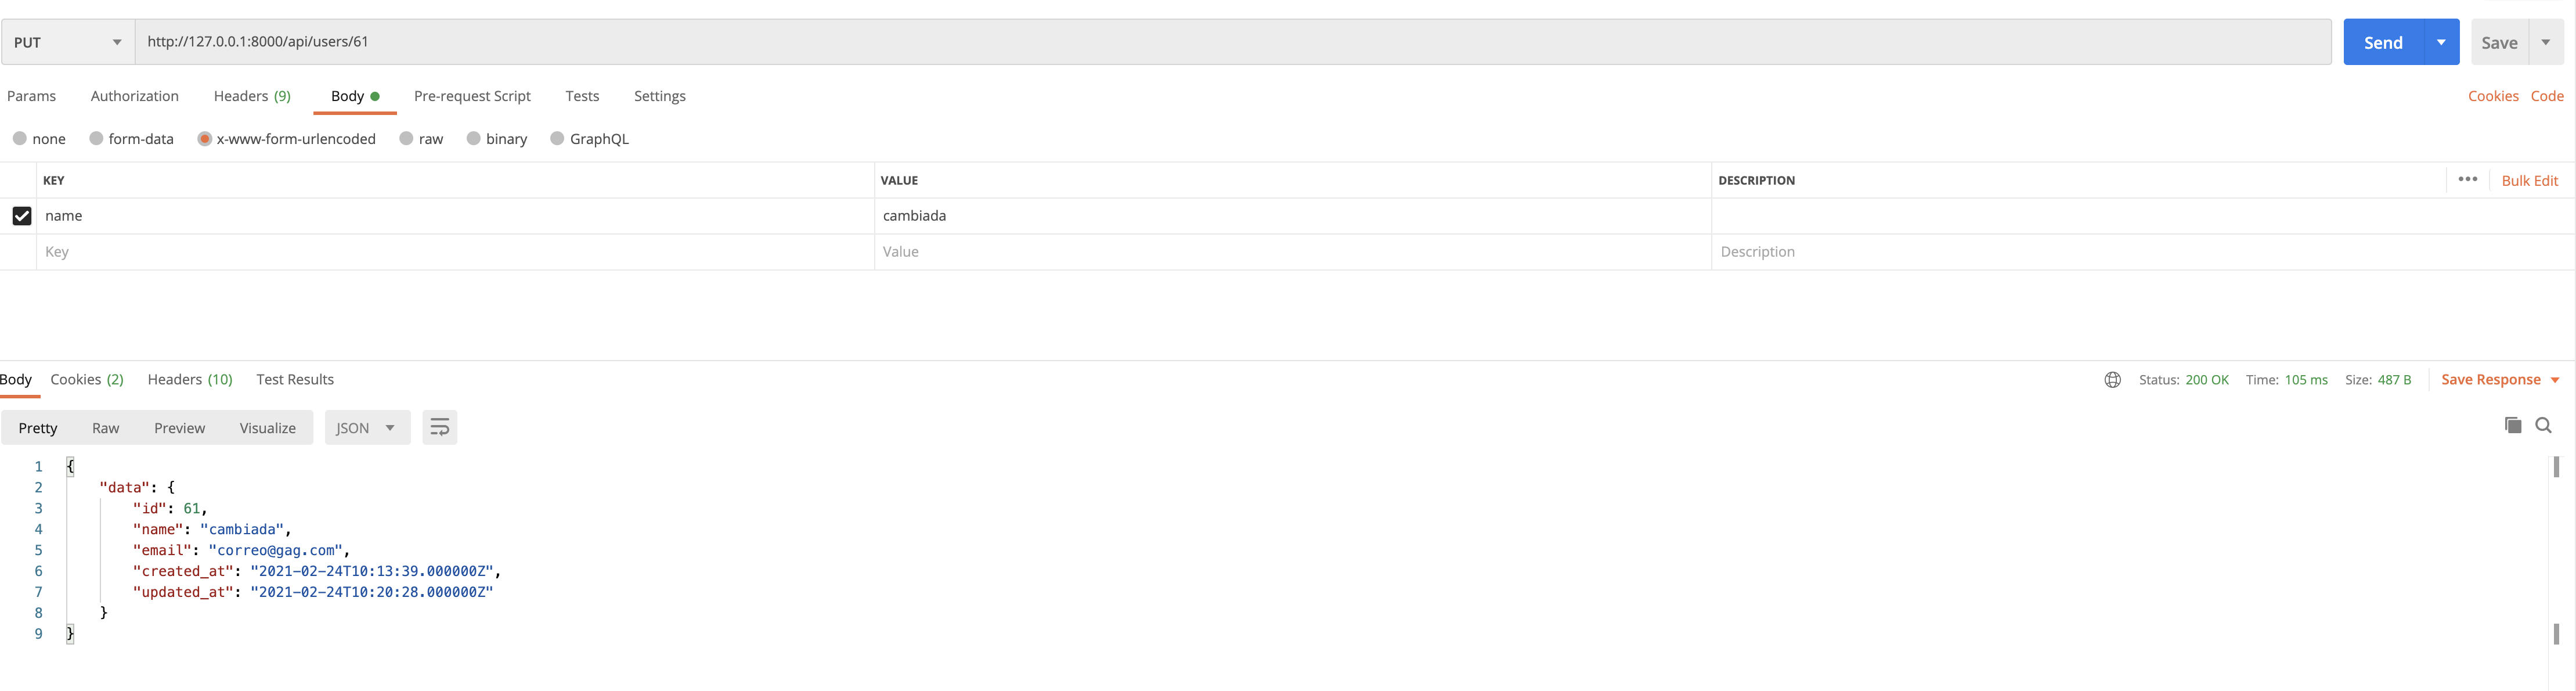 PUT http://127.0.0.1:8000/api/users/61 Send Save
Params Authorization Headers (9) Body Pre-request Script Tests Settings Cookies Code
none form-data x-www-form-urlencoded raw binary GraphQL
KEY VALUE DESCRIPTION ••• Bulk Edit
name cambiada
Key Value Description
Body Cookies (2) Headers (10) Test Results Status: 200 OK Time: 105 ms Size: 487 B Save Response
Pretty Raw Preview Visualize JSON
1 {
2 "data": {
3 "id": 61,
4 "name": "cambiada",
5 "email": "correo@gag.com",
6 "created_at": "2021-02-24T10:13:39.000000Z",
7 "updated_at": "2021-02-24T10:20:28.000000Z"
8 }
9 }